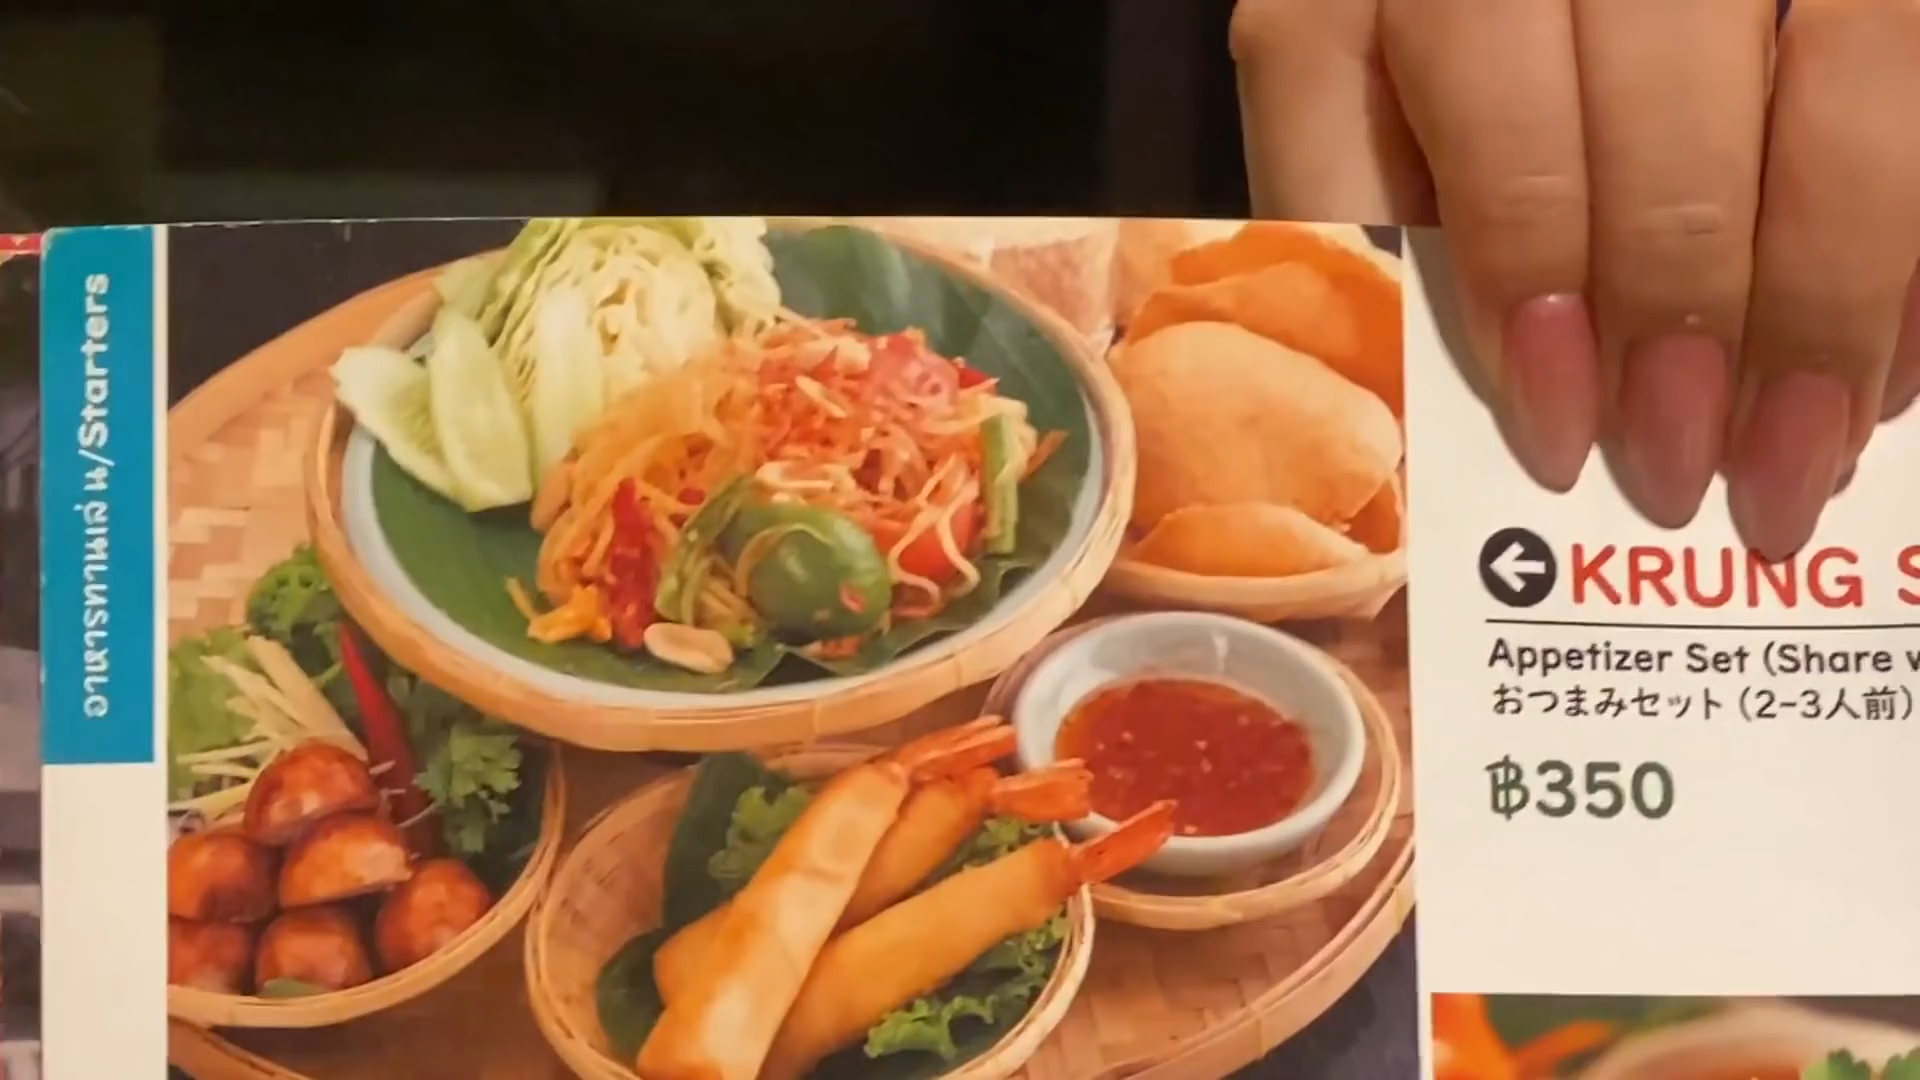 อาหารทานเล่น/Starters
KRUNG S
Appetizer Set (Share
おつまみセット (2-3人前)
฿350